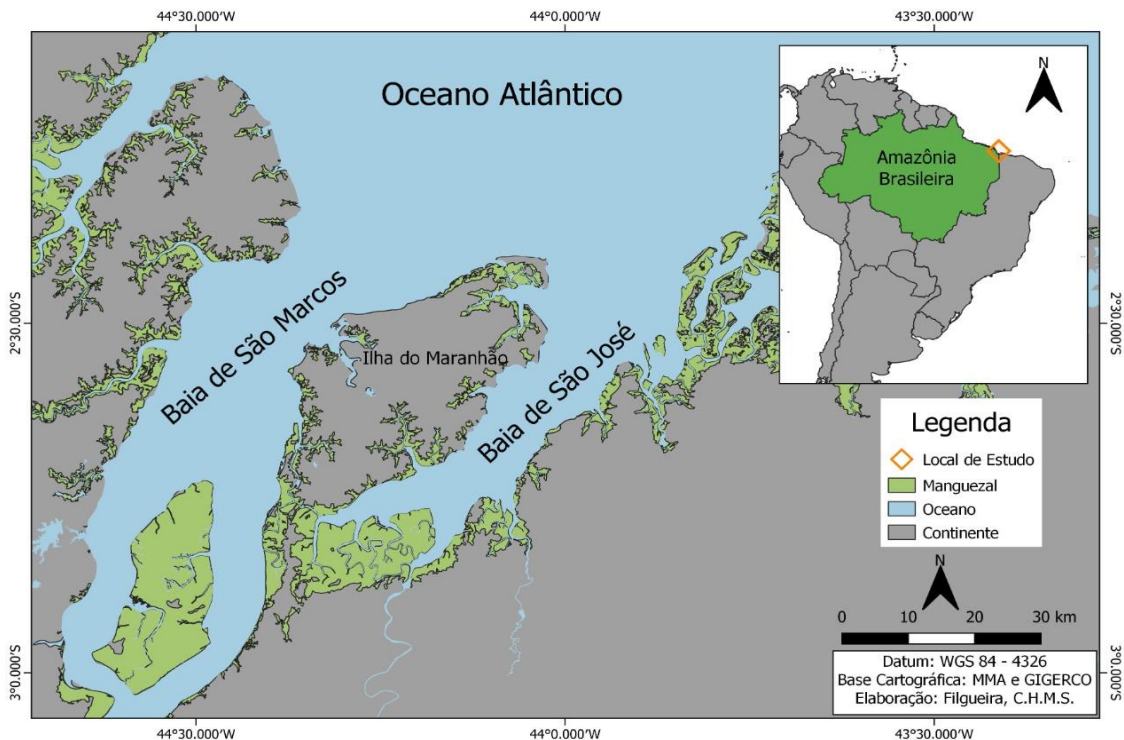 44°30.000'W
44°0.000'W
43°30.000'W
Oceano Atlântico
N
Amazônia
Brasileira
2°30.000'S
2°30.000'S
Baia de São Marcos
Ilha do Maranhão
Baia de São José
Legenda
Local de Estudo
Manguezal
Oceano
Continente
N
0 10 20 30 km
3°0.000'S
3°0.000'S
Datum: WGS 84 - 4326
Base Cartográfica: MMA e GIGERCO
Elaboração: Filgueira, C.H.M.S.
44°30.000'W
44°0.000'W
43°30.000'W